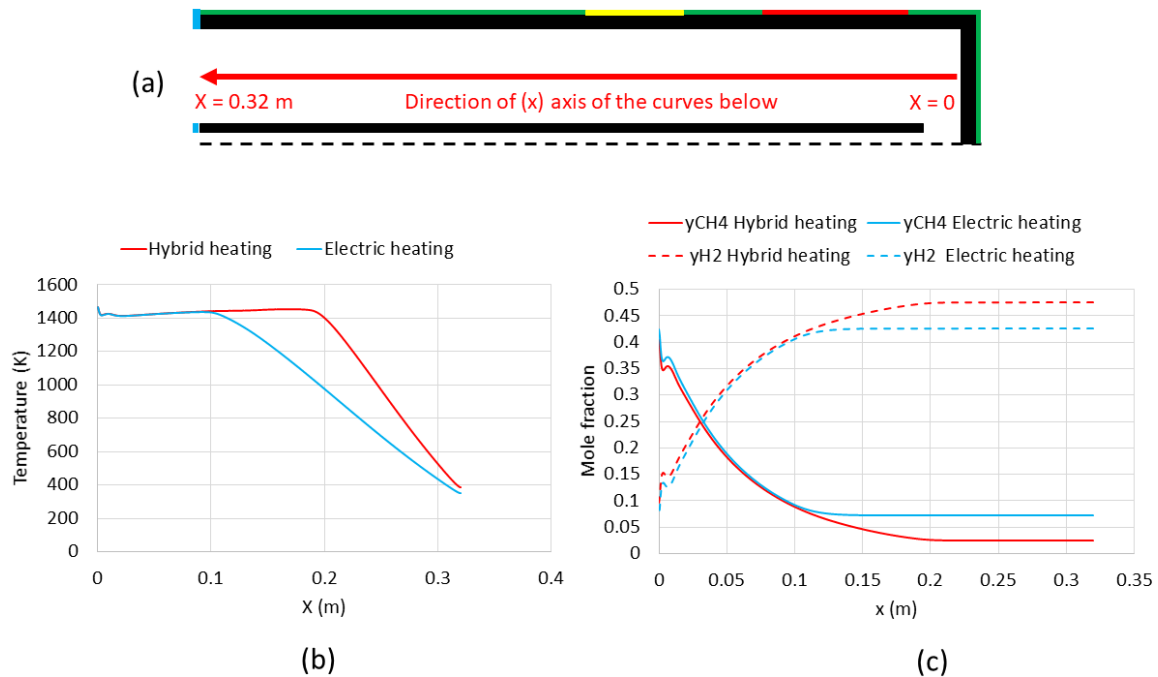 (a)
X = 0.32 m Direction of (x) axis of the curves below X = 0
Hybrid heating Electric heating
1600
1400
1200
1000
800
600
400
200
0
Temperature (K)
0 0.1 0.2 0.3 0.4
X (m)
(b)
yCH4 Hybrid heating yCH4 Electric heating
yH2 Hybrid heating yH2 Electric heating
0.5
0.45
0.4
0.35
0.3
0.25
0.2
0.15
0.1
0.05
0
Mole fraction
0 0.05 0.1 0.15 0.2 0.25 0.3 0.35
x (m)
(c)